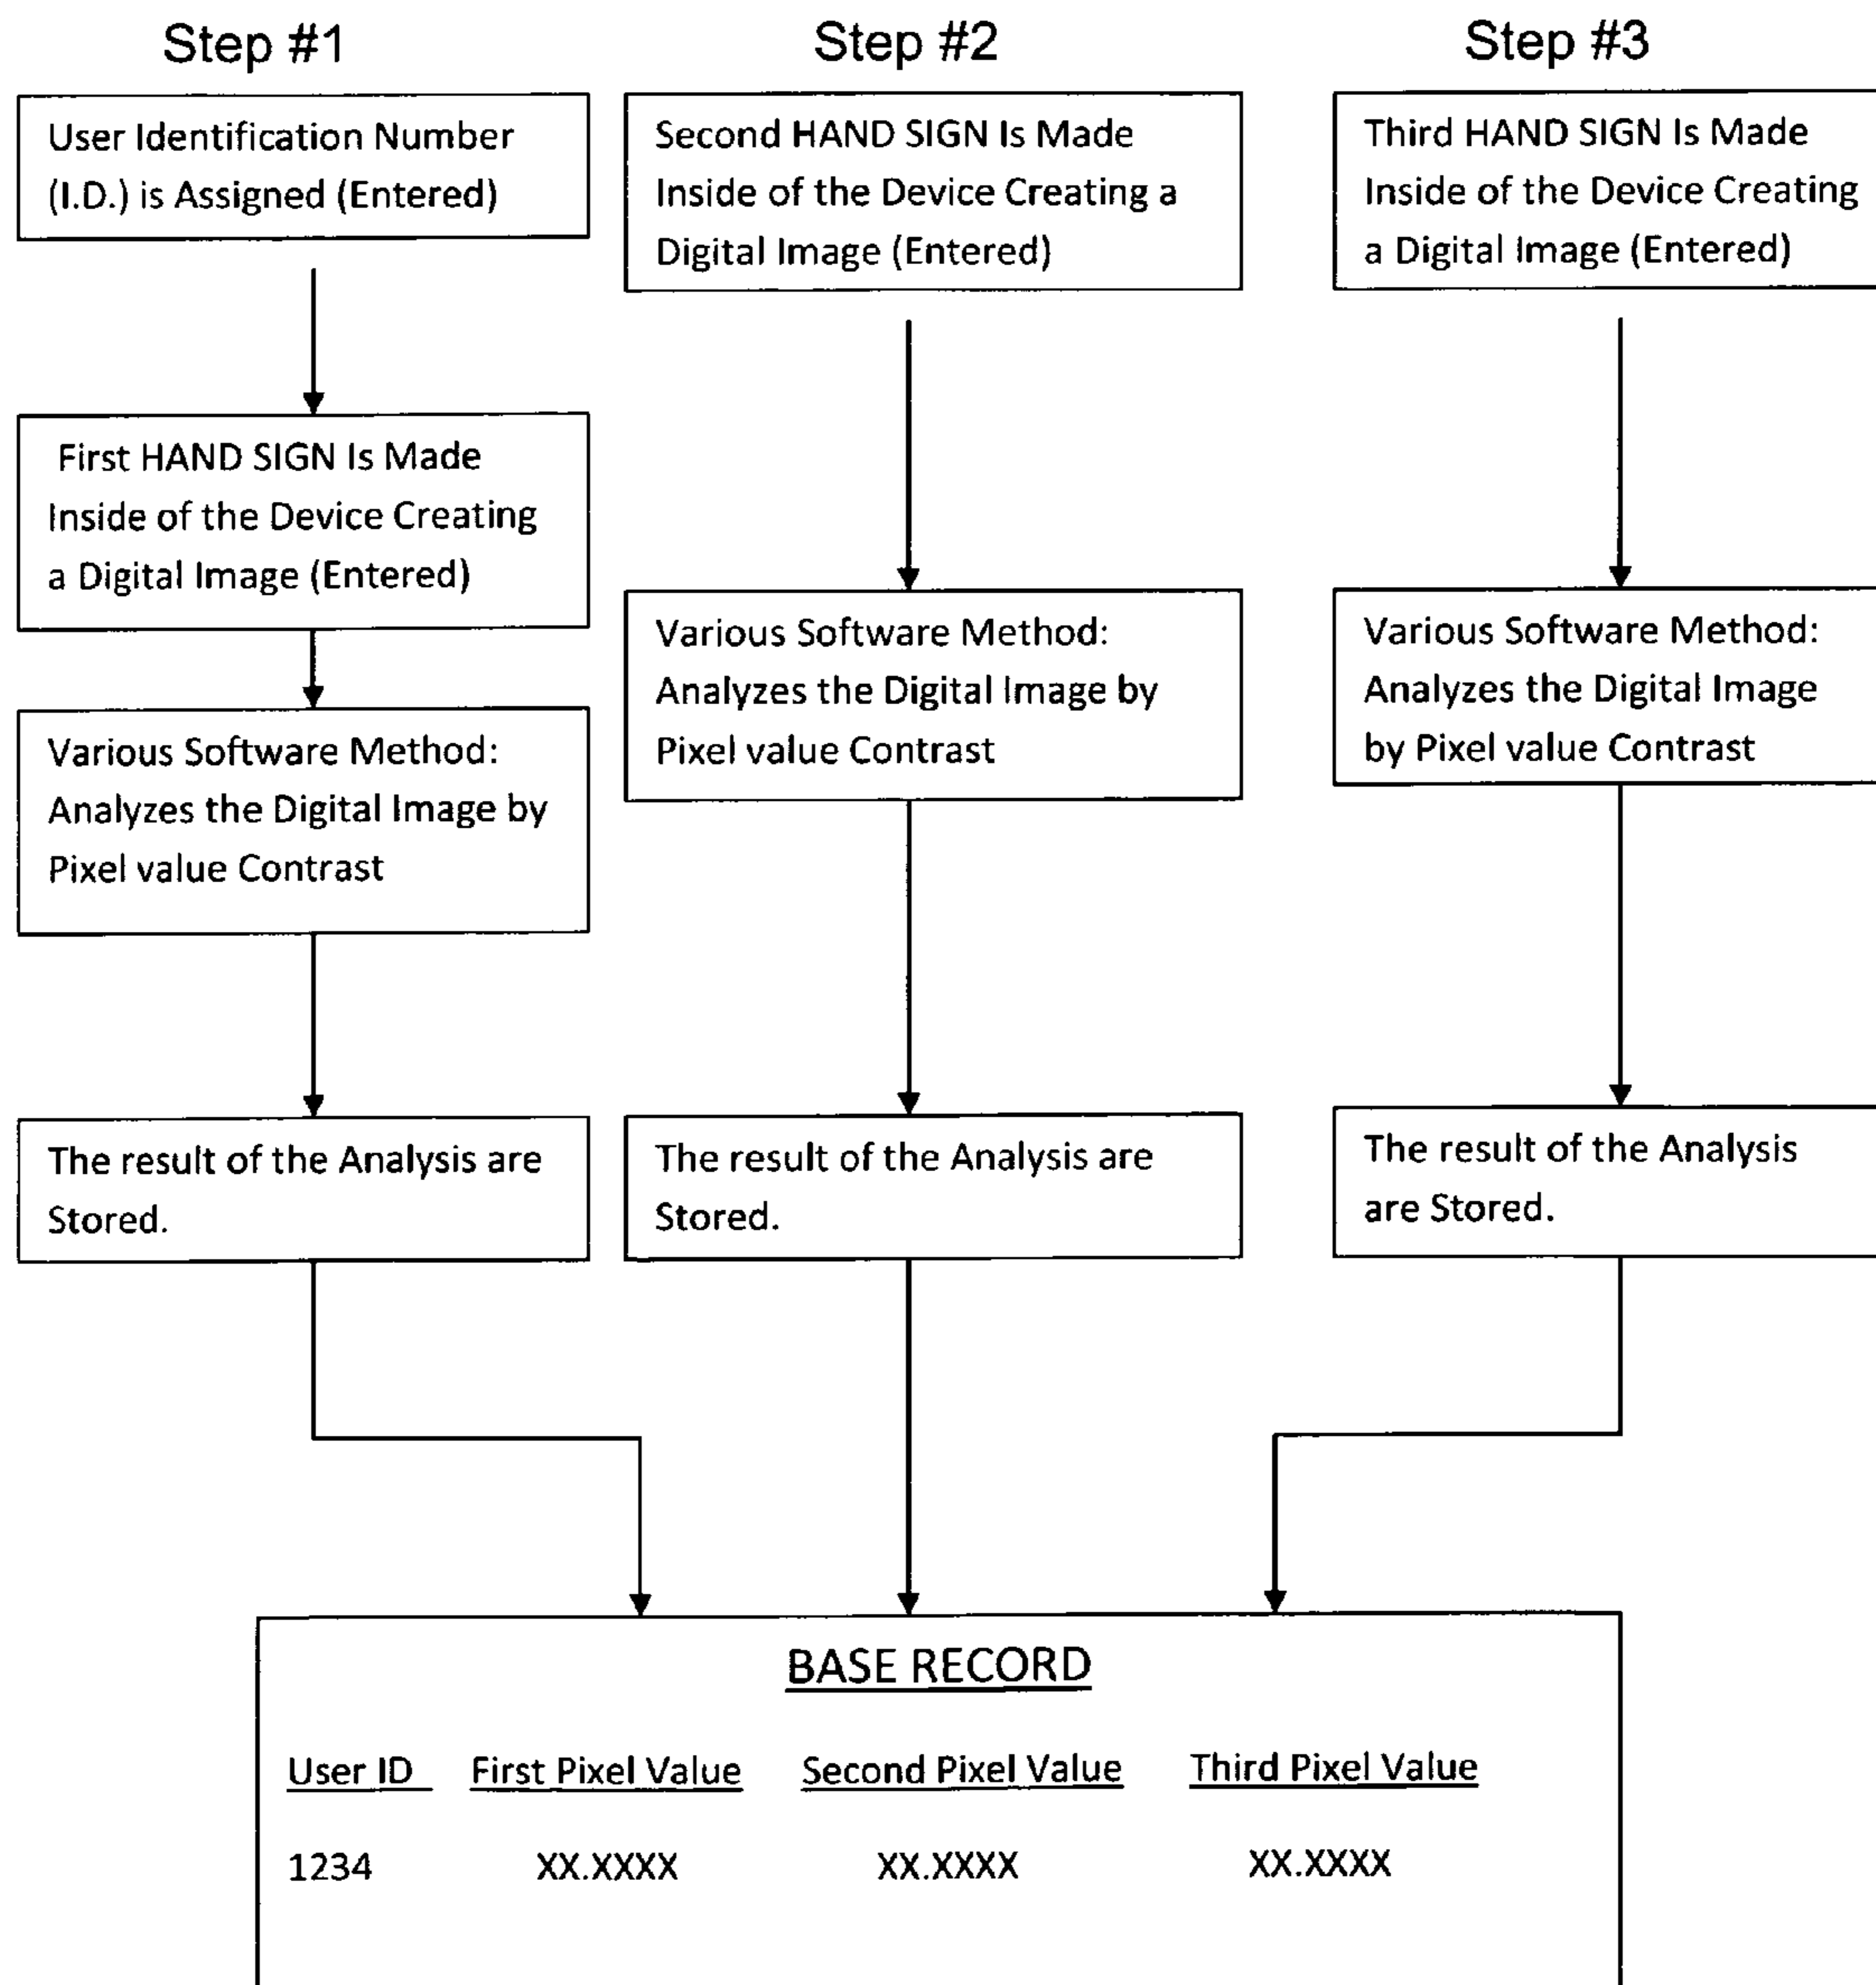 Step #1
User Identification Number
(I.D.) is Assigned (Entered)
First HAND SIGN Is Made
Inside of the Device Creating
a Digital Image (Entered)
Various Software Method:
Analyzes the Digital Image by
Pixel value Contrast
The result of the Analysis are
Stored.
Step #2
Second HAND SIGN Is Made
Inside of the Device Creating a
Digital Image (Entered)
Various Software Method:
Analyzes the Digital Image by
Pixel value Contrast
The result of the Analysis are
Stored.
Step #3
Third HAND SIGN Is Made
Inside of the Device Creating
a Digital Image (Entered)
Various Software Method:
Analyzes the Digital Image
by Pixel value Contrast
The result of the Analysis
are Stored.
BASE RECORD
User ID First Pixel Value Second Pixel Value Third Pixel Value
1234 XX.XXXX XX.XXXX XX.XXXX